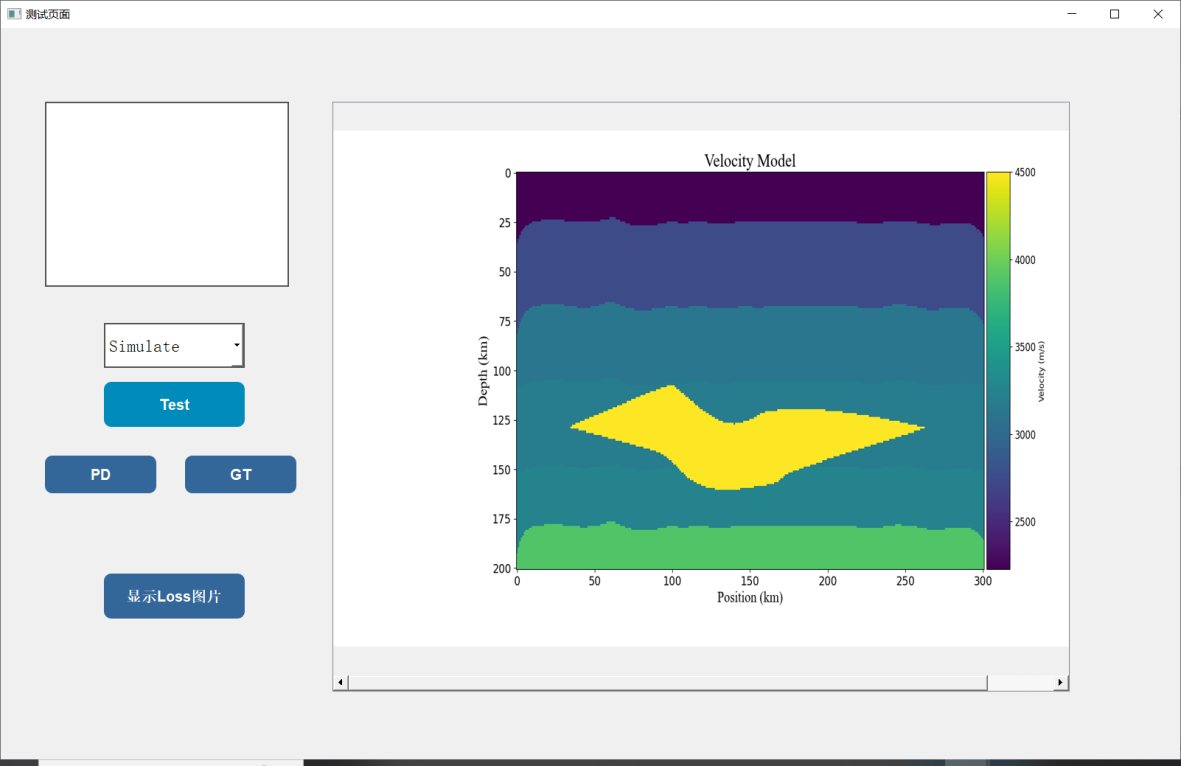 测试页面
Simulate
Test
PD
GT
显示Loss图片
Velocity Model
0
25
50
75
100
125
150
175
200
Depth (km)
0
50
100
150
200
250
300
Position (km)
4500
4000
3500
3000
2500
Velocity (m/s)